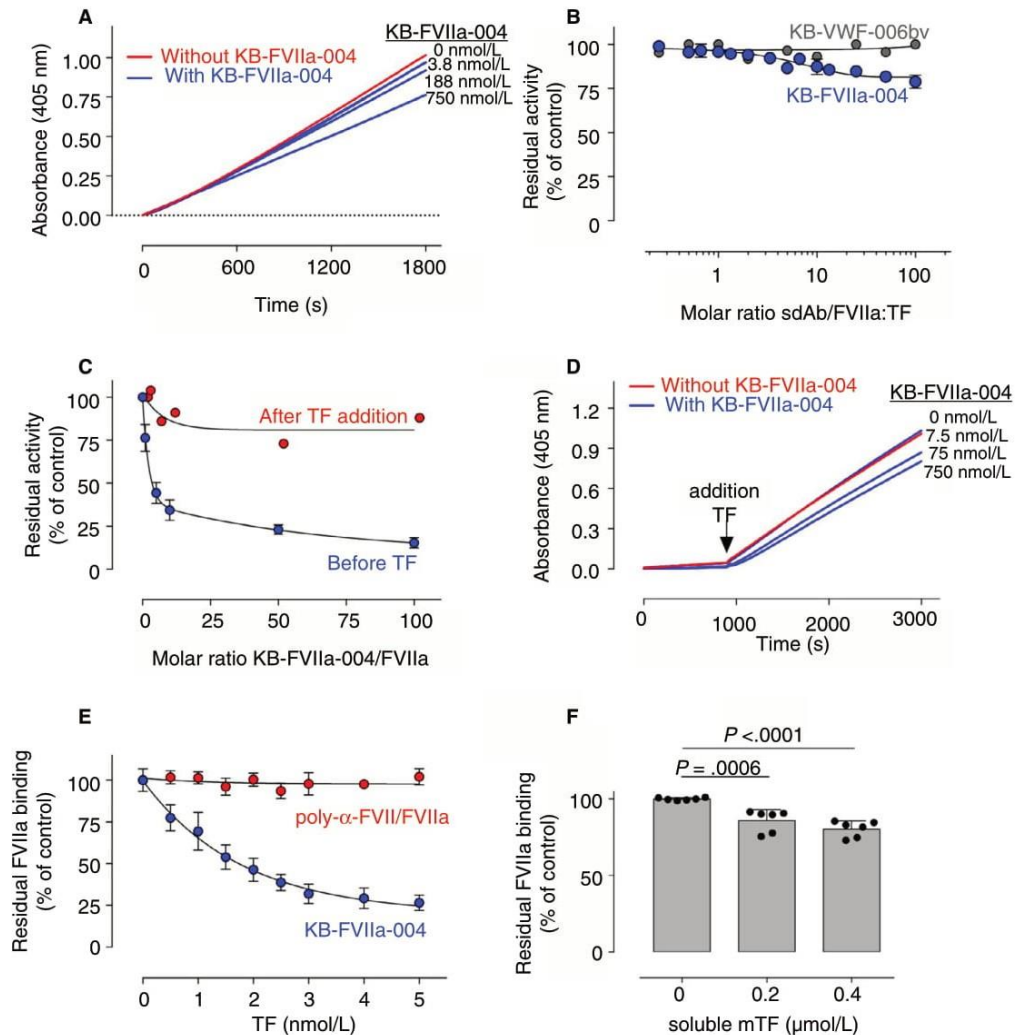 A
Without KB-FVIIa-004
With KB-FVIIa-004
KB-FVIIa-004
0 nmol/L
3.8 nmol/L
188 nmol/L
750 nmol/L
Absorbance (405 nm)
1.00
0.75
0.50
0.25
0.00
0 600 1200 1800
Time (s)
B
KB-VWF-006bv
KB-FVIIa-004
Residual activity
(% of control)
100
75
50
25
0
1 10 100
Molar ratio sdAb/FVIIa:TF
C
After TF addition
Before TF
Residual activity
(% of control)
100
75
50
25
0
0 25 50 75 100
Molar ratio KB-FVIIa-004/FVIIa
D
Without KB-FVIIa-004
With KB-FVIIa-004
KB-FVIIa-004
0 nmol/L
7.5 nmol/L
75 nmol/L
750 nmol/L
addition
TF
Absorbance (405 nm)
1.2
0.9
0.6
0.3
0.0
0 1000 2000 3000
Time (s)
E
poly-α-FVII/FVIIa
KB-FVIIa-004
Residual FVIIa binding
(% of control)
100
75
50
25
0
0 1 2 3 4 5
TF (nmol/L)
F
P <.0001
P = .0006
Residual FVIIa binding
(% of control)
100
50
0
0 0.2 0.4
soluble mTF (µmol/L)